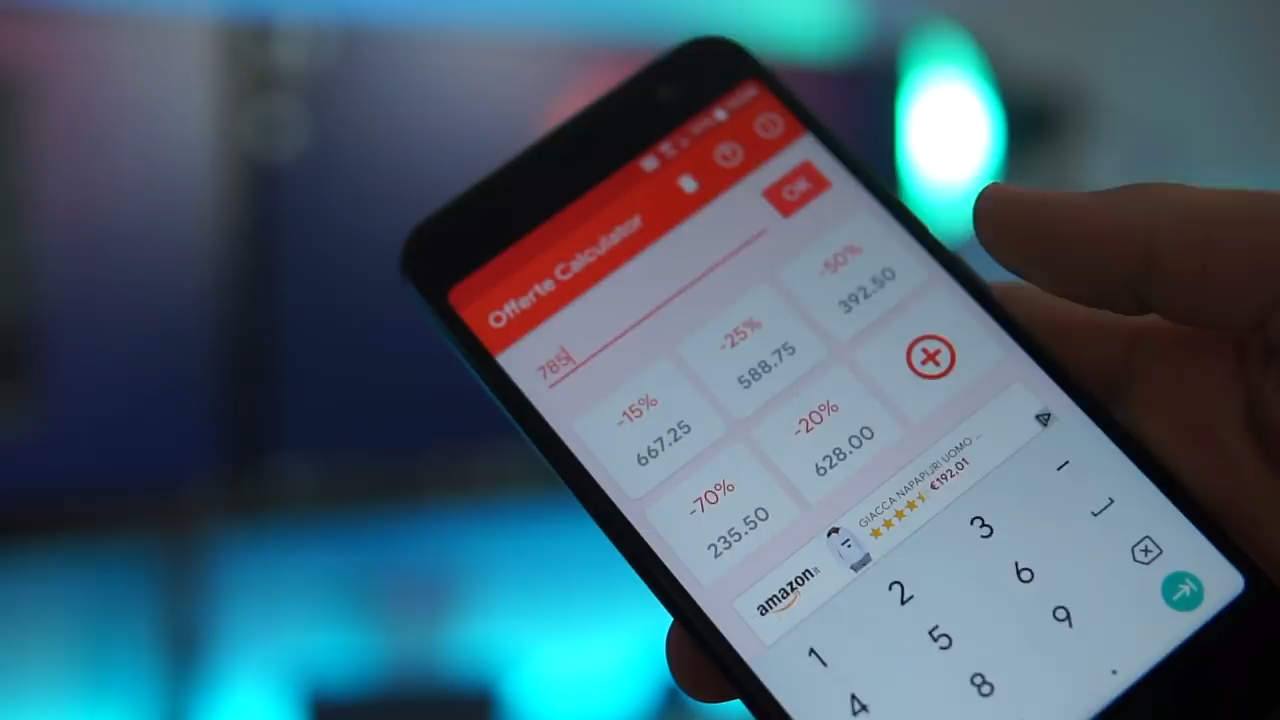 Offerte Calculator
OK
785
-15%
667.25
-25%
588.75
-50%
392.50
-70%
235.50
-20%
628.00
amazon.it
GIACCA NAPAPIJRI UOMO ...
€192,01
1 2 3 -
4 5 6
8 9
.